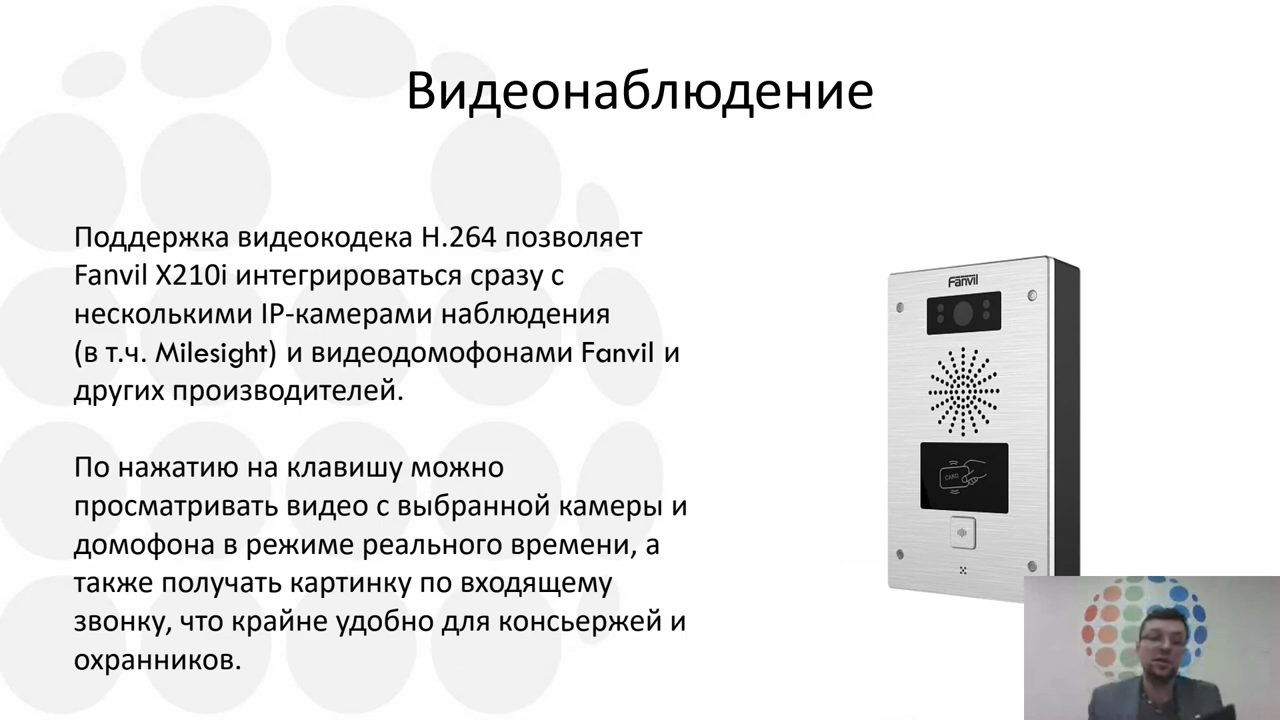 Видеонаблюдение
Поддержка видеокодека H.264 позволяет
Fanvil X210i интегрироваться сразу с
несколькими IP-камерами наблюдения
(в т.ч. Milesight) и видеодомофонами Fanvil и
других производителей.
По нажатию на клавишу можно
просматривать видео с выбранной камеры и
домофона в режиме реального времени, а
также получать картинку по входящему
звонку, что крайне удобно для консьержей и
охранников.
Fanvil
CARD